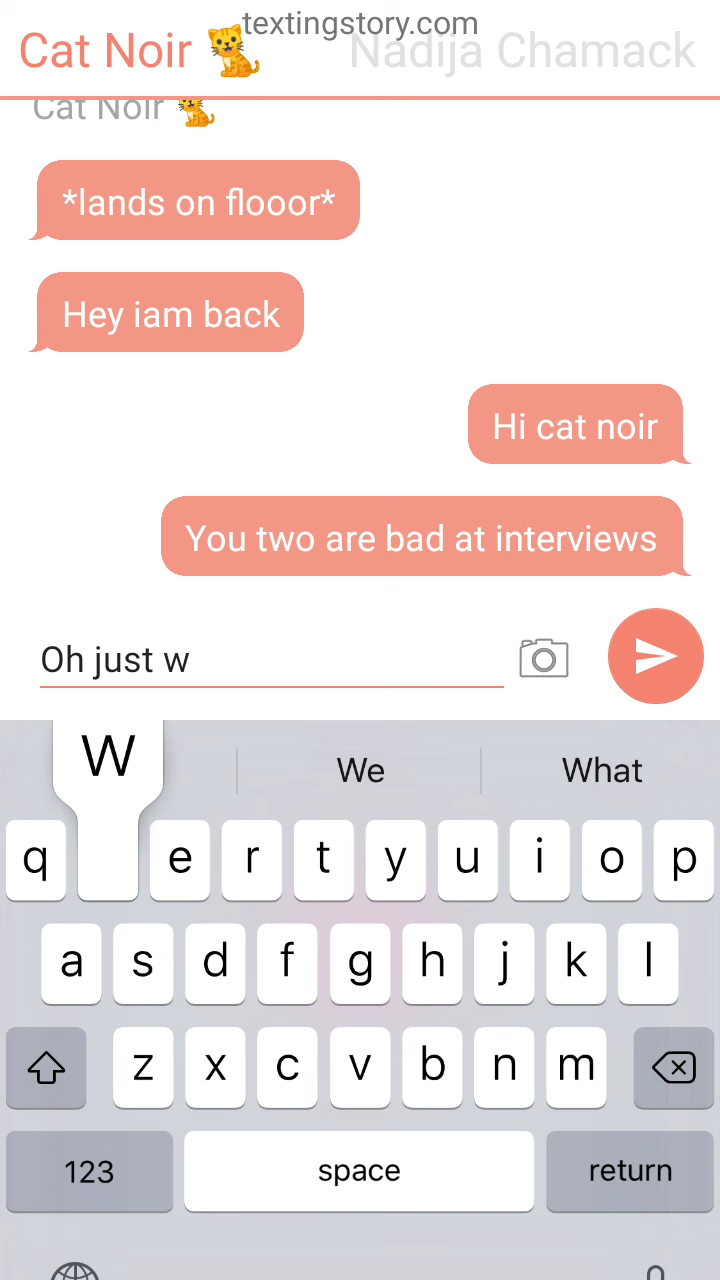 textingstory.com
Cat Noir 🐱 Nadija Chamack
Cat Noir 🐱
*lands on flooor*
Hey iam back
Hi cat noir
You two are bad at interviews
Oh just w
W We What
q e r t y u i o p
a s d f g h j k l
z x c v b n m
123 space return